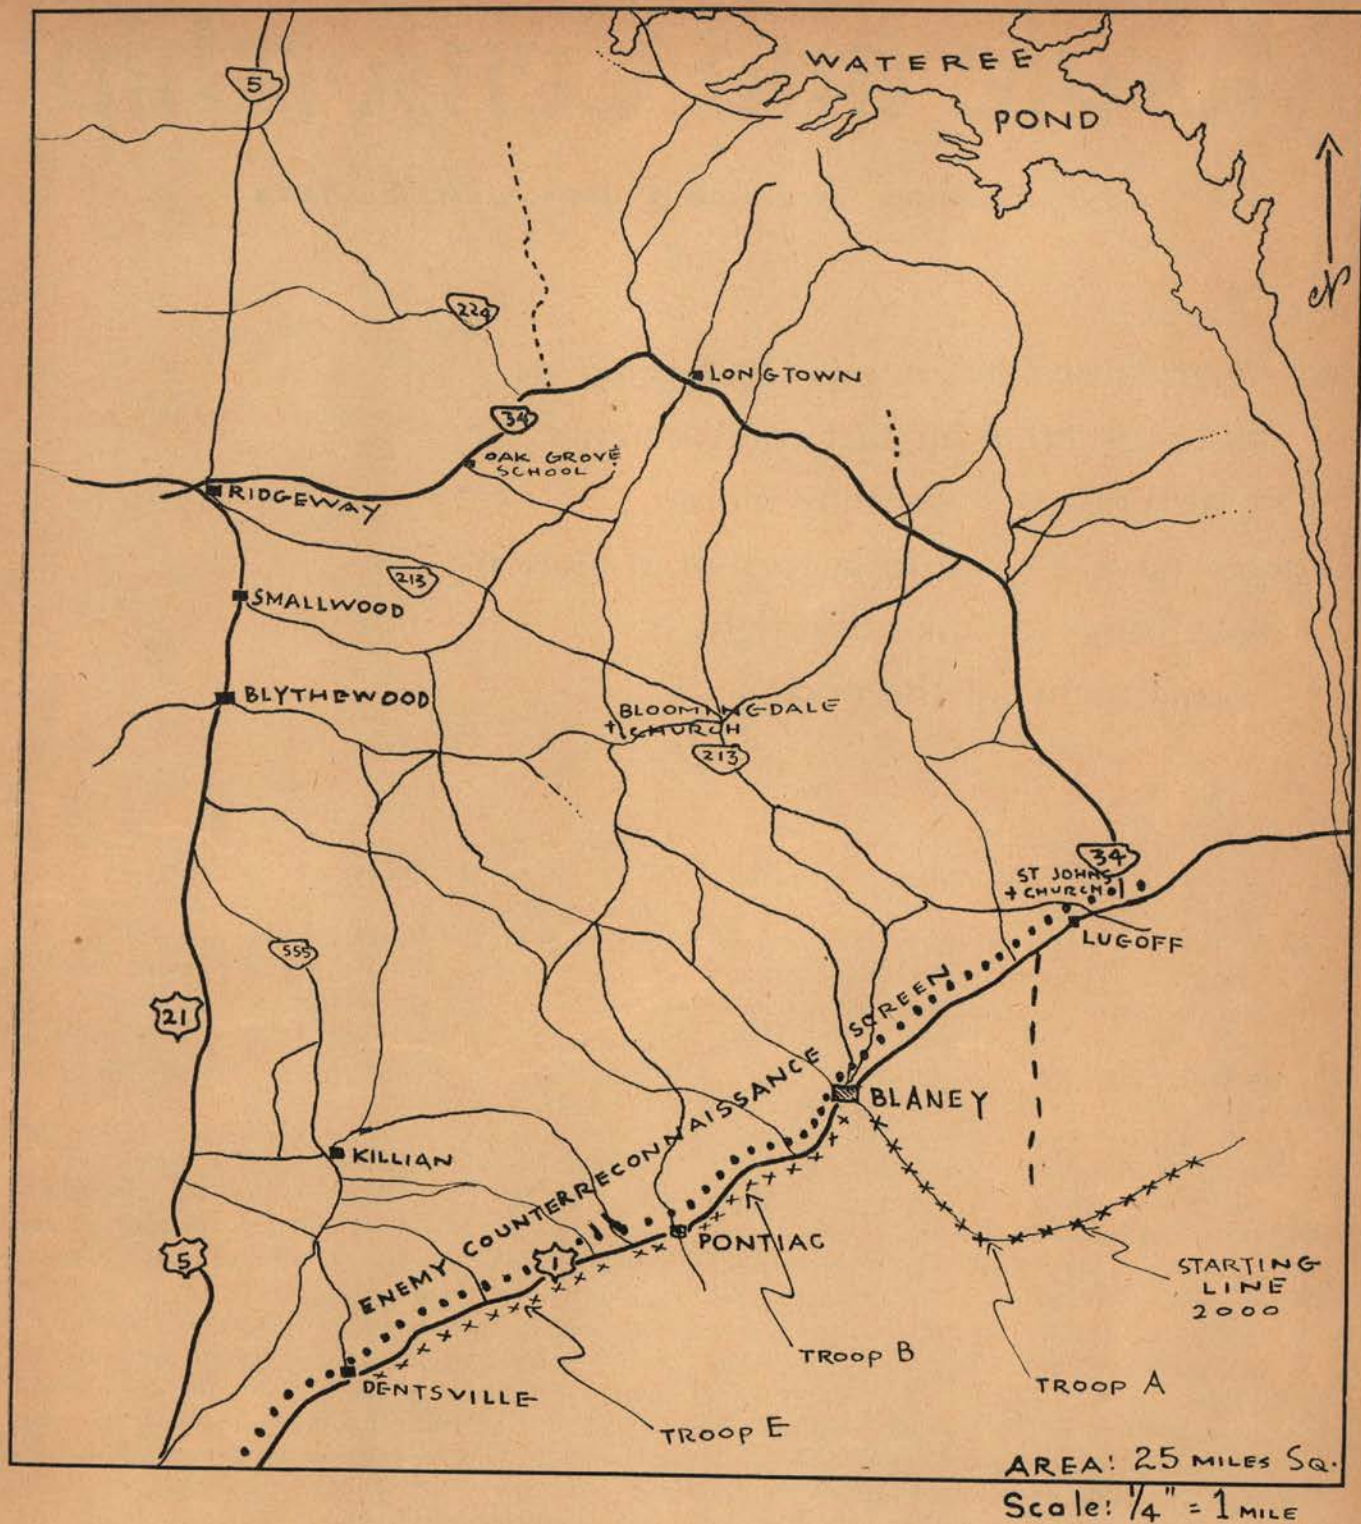 WATEREE
POND
5
N
224
LONGTOWN
34
OAK GROVE
SCHOOL
RIDGEWAY
213
SMALLWOOD
BLYTHEWOOD
BLOOMINGDALE
CHURCH
213
34
ST JOHNS
CHURCH
LUGOFF
555
21
ENEMY COUNTERRECONNAISSANCE SCREEN
BLANEY
KILLIAN
5
1
PONTIAC
STARTING
LINE
2000
TROOP B
TROOP A
DENTSVILLE
TROOP E
AREA: 25 MILES SQ.
Scale: 1/4" = 1 MILE